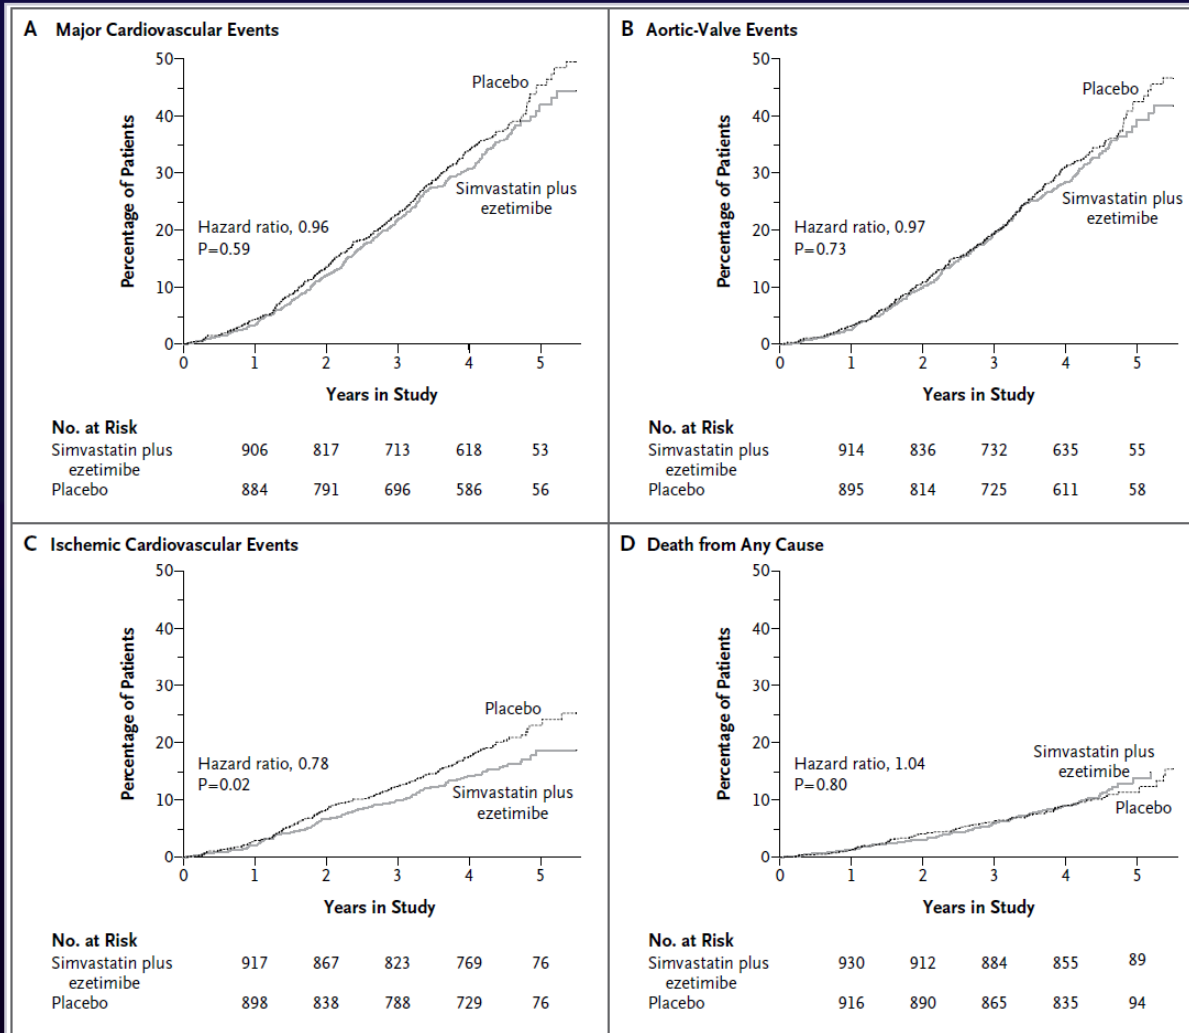 A Major Cardiovascular Events
50
40
30
20
10
0
Percentage of Patients
Placebo
Simvastatin plus
ezetimibe
Hazard ratio, 0.96
P=0.59
0 1 2 3 4 5
Years in Study
No. at Risk
Simvastatin plus 906 817 713 618 53
ezetimibe
Placebo 884 791 696 586 56
B Aortic-Valve Events
50
40
30
20
10
0
Percentage of Patients
Placebo
Simvastatin plus
ezetimibe
Hazard ratio, 0.97
P=0.73
0 1 2 3 4 5
Years in Study
No. at Risk
Simvastatin plus 914 836 732 635 55
ezetimibe
Placebo 895 814 725 611 58
C Ischemic Cardiovascular Events
50
40
30
20
10
0
Percentage of Patients
Placebo
Hazard ratio, 0.78
P=0.02
Simvastatin plus
ezetimibe
0 1 2 3 4 5
Years in Study
No. at Risk
Simvastatin plus 917 867 823 769 76
ezetimibe
Placebo 898 838 788 729 76
D Death from Any Cause
50
40
30
20
10
0
Percentage of Patients
Simvastatin plus
ezetimibe
Hazard ratio, 1.04
P=0.80
Placebo
0 1 2 3 4 5
Years in Study
No. at Risk
Simvastatin plus 930 912 884 855 89
ezetimibe
Placebo 916 890 865 835 94